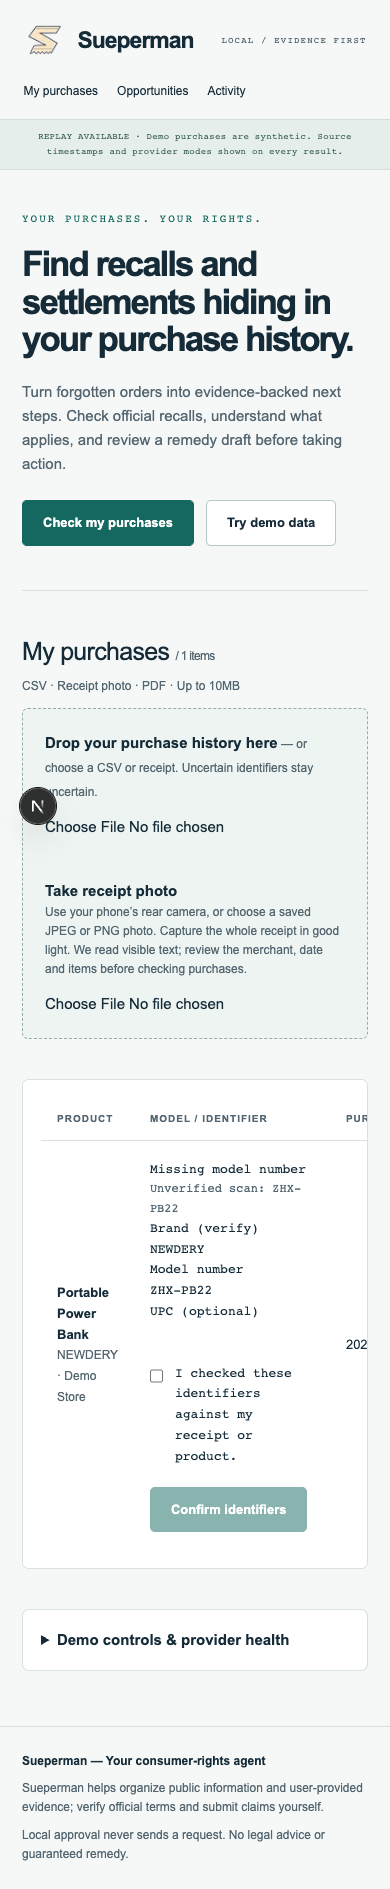 Sueperman
LOCAL / EVIDENCE FIRST
My purchases Opportunities Activity
REPLAY AVAILABLE · Demo purchases are synthetic. Source
timestamps and provider modes shown on every result.
YOUR PURCHASES. YOUR RIGHTS.
Find recalls and
settlements hiding in
your purchase history.
Turn forgotten orders into evidence-backed next
steps. Check official recalls, understand what
applies, and review a remedy draft before taking
action.
Check my purchases
Try demo data
My purchases / 1 items
CSV · Receipt photo · PDF · Up to 10MB
Drop your purchase history here — or
choose a CSV or receipt. Uncertain identifiers stay
uncertain.
N
Choose File No file chosen
Take receipt photo
Use your phone's rear camera, or choose a saved
JPEG or PNG photo. Capture the whole receipt in good
light. We read visible text; review the merchant, date
and items before checking purchases.
Choose File No file chosen
PRODUCT MODEL / IDENTIFIER PUR
Portable
Power
Bank
NEWDERY
· Demo
Store
Missing model number
Unverified scan: ZHX-
PB22
Brand (verify)
NEWDERY
Model number
ZHX-PB22
UPC (optional)
I checked these
identifiers
against my
receipt or
product.
Confirm identifiers
202
Demo controls & provider health
Sueperman — Your consumer-rights agent
Sueperman helps organize public information and user-provided
evidence; verify official terms and submit claims yourself.
Local approval never sends a request. No legal advice or
guaranteed remedy.